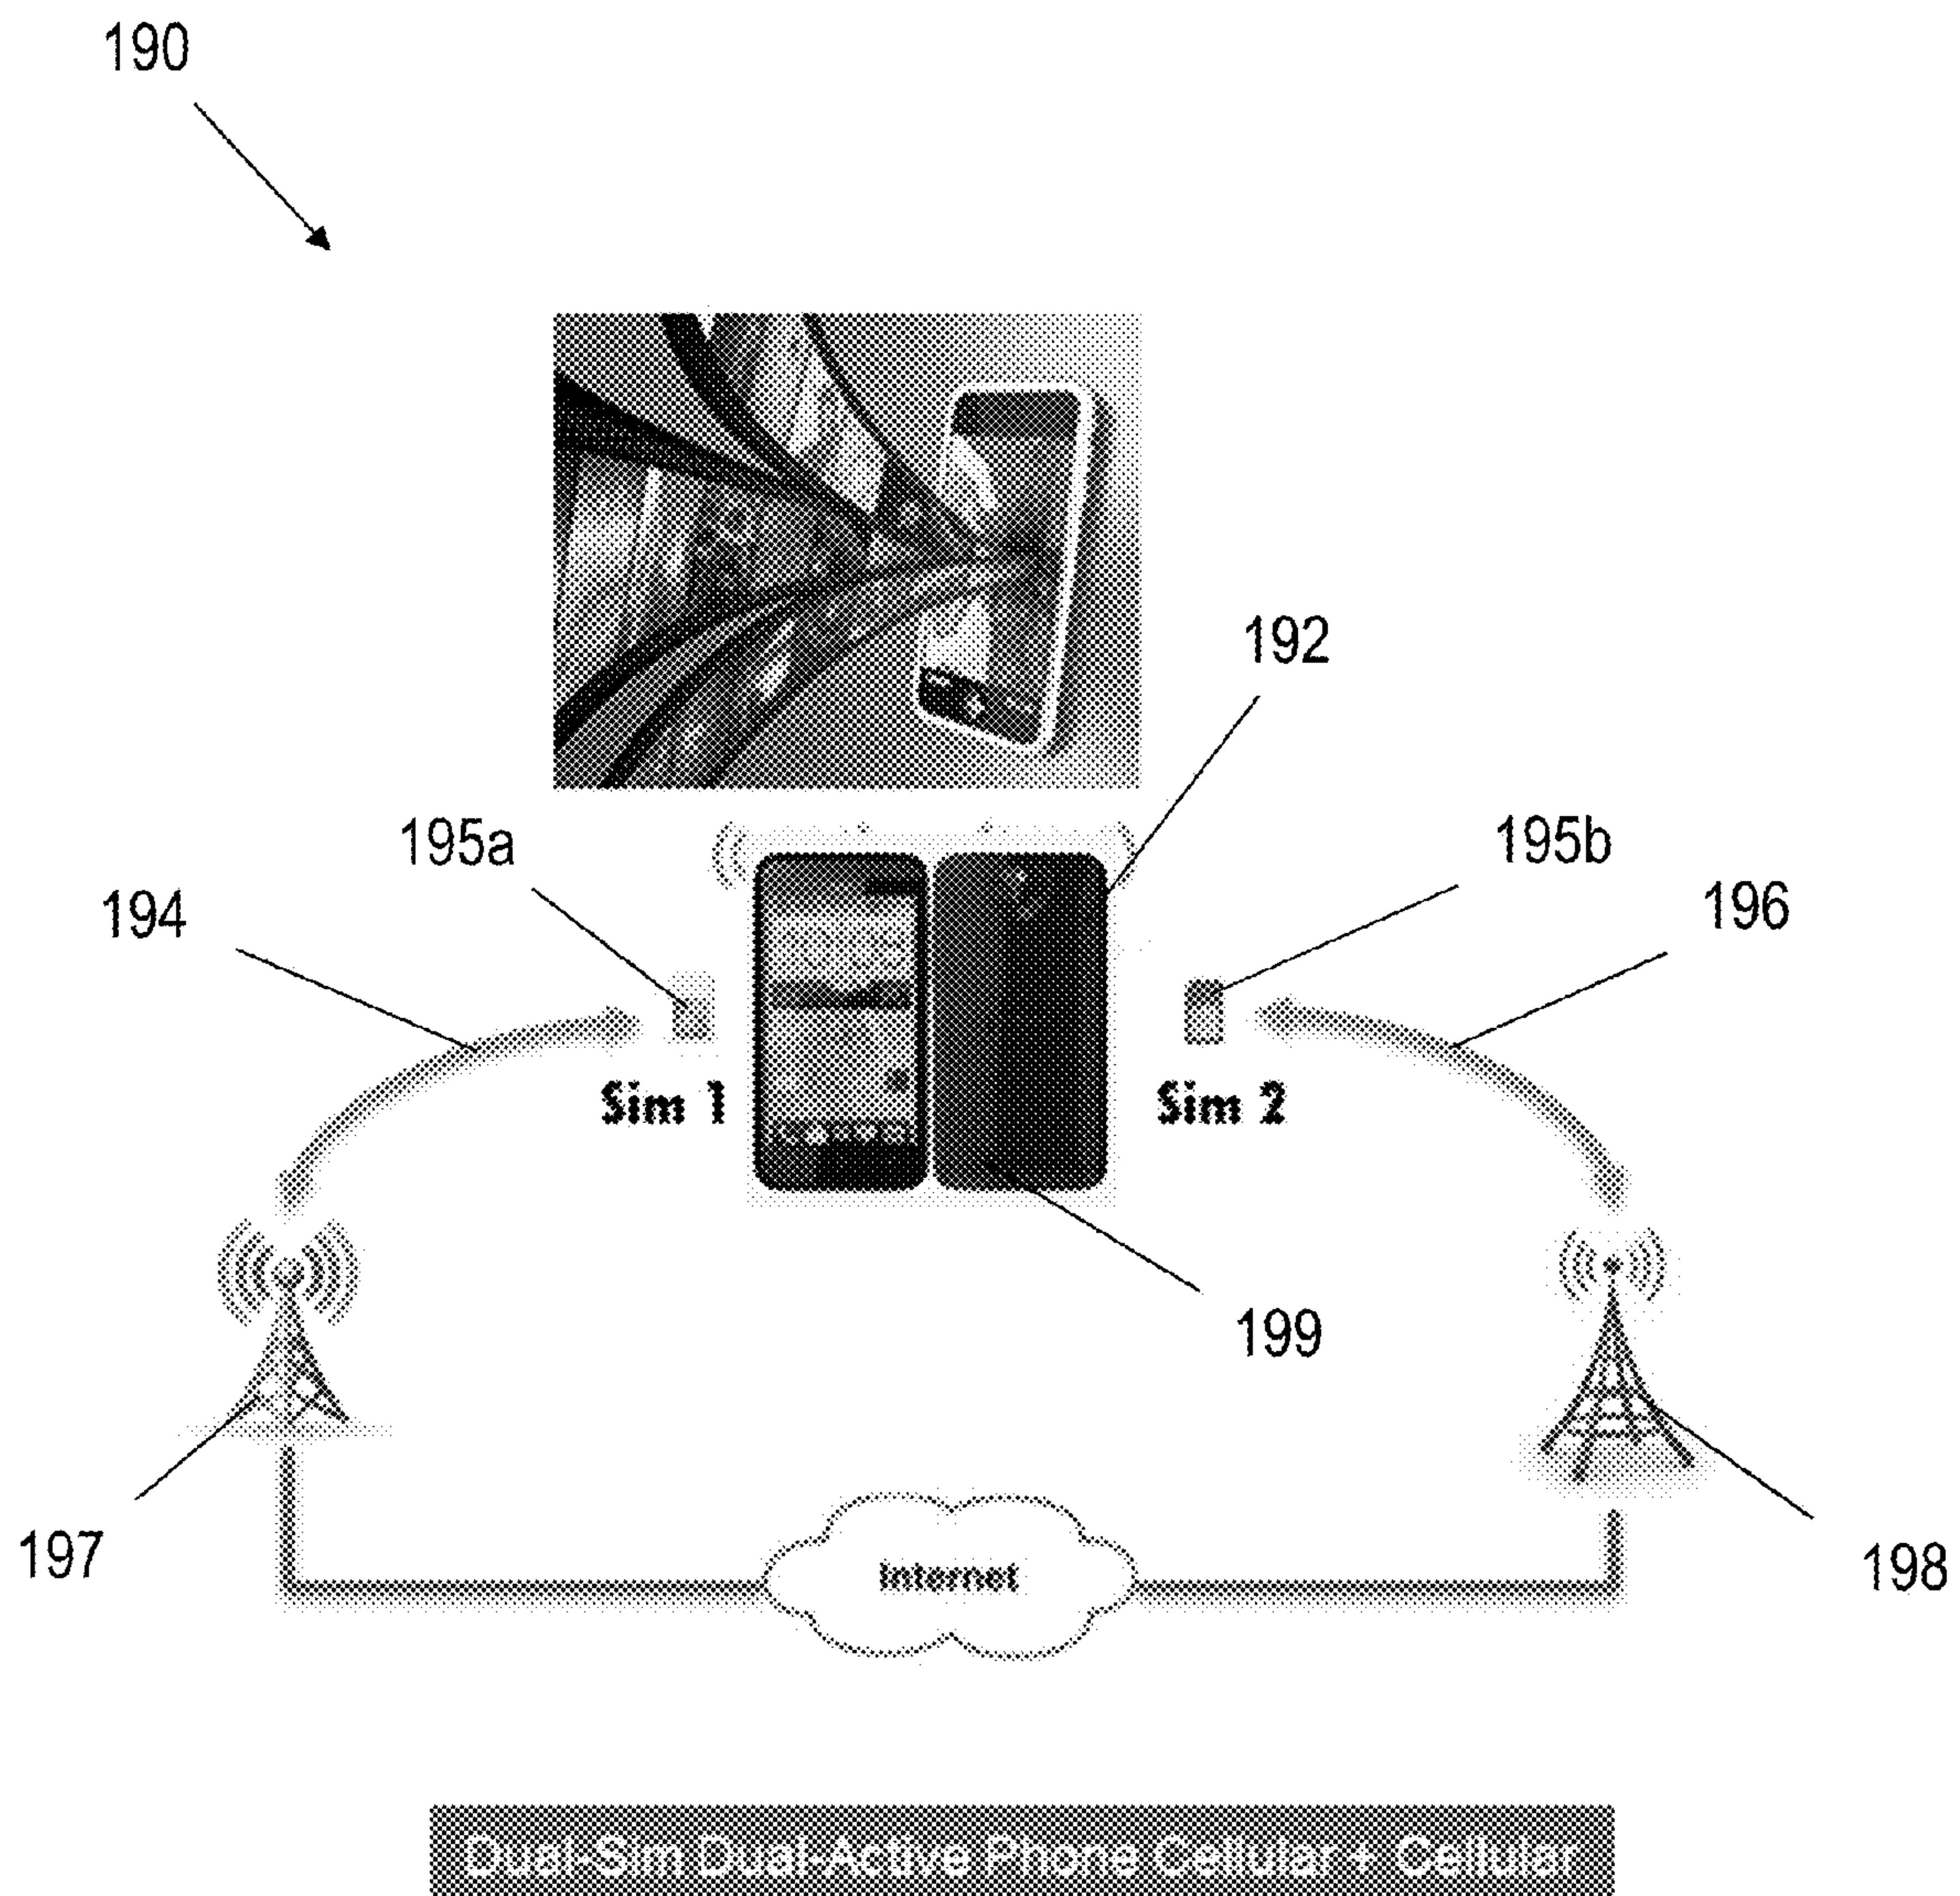 190
192
195a
195b
194
196
Sim 1
Sim 2
199
197
198
Internet
Dual-Sim Dual-Active Phone Cellular + Cellular